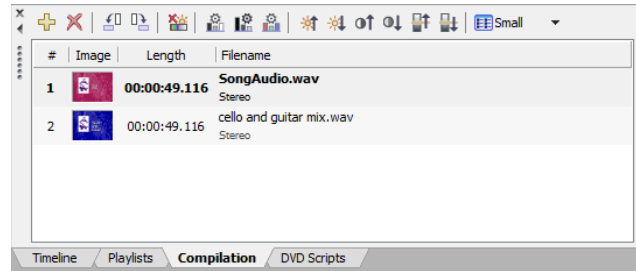 Small
# Image Length Filename
1 00:00:49.116 SongAudio.wav
Stereo
2 00:00:49.116 cello and guitar mix.wav
Stereo
Timeline Playlists Compilation DVD Scripts